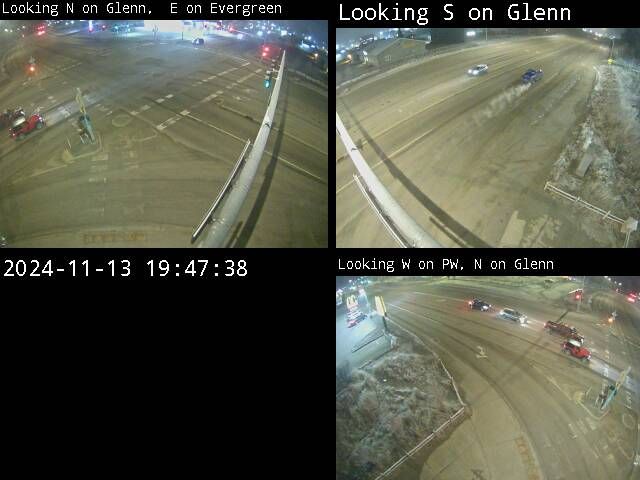 Looking N on Glenn, E on Evergreen
Looking S on Glenn
2024-11-13 19:47:38
Looking W on PW, N on Glenn